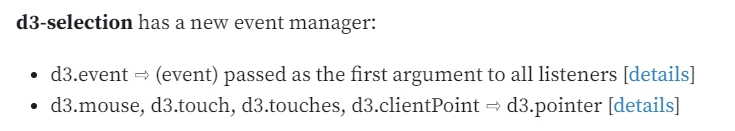 d3-selection has a new event manager:
• d3.event ⇨ (event) passed as the first argument to all listeners [details]
• d3.mouse, d3.touch, d3.touches, d3.clientPoint ⇨ d3.pointer [details]